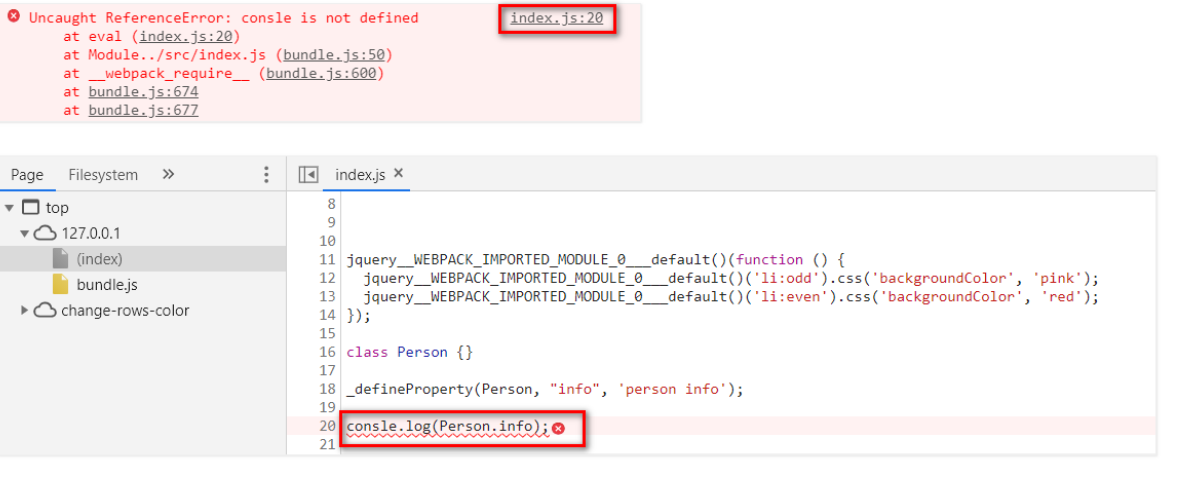 Uncaught ReferenceError: consle is not defined index.js:20
at eval (index.js:20)
at Module../src/index.js (bundle.js:50)
at __webpack_require__ (bundle.js:600)
at bundle.js:674
at bundle.js:677
Page Filesystem » index.js ×
top
127.0.0.1
(index)
bundle.js
change-rows-color
8
9
10
11 jquery__WEBPACK_IMPORTED_MODULE_0___default()(function () {
12 jquery__WEBPACK_IMPORTED_MODULE_0___default()('li:odd').css('backgroundColor', 'pink');
13 jquery__WEBPACK_IMPORTED_MODULE_0___default()('li:even').css('backgroundColor', 'red');
14 });
15
16 class Person {}
17
18 _defineProperty(Person, "info", 'person info');
19
20 consle.log(Person.info);
21